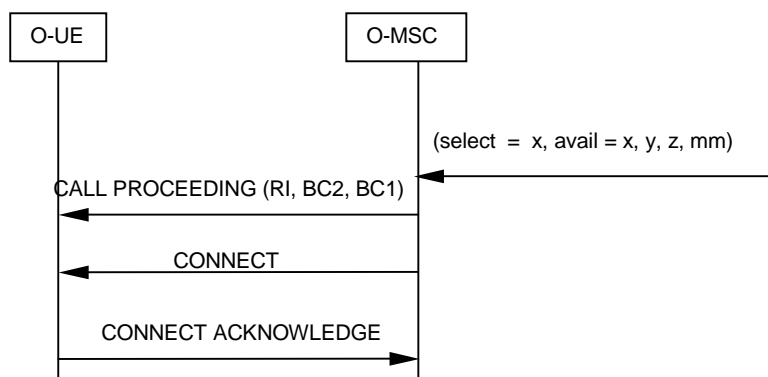 O-UE
O-MSC
(select = x, avail = x, y, z, mm)
CALL PROCEEDING (RI, BC2, BC1)
CONNECT
CONNECT ACKNOWLEDGE